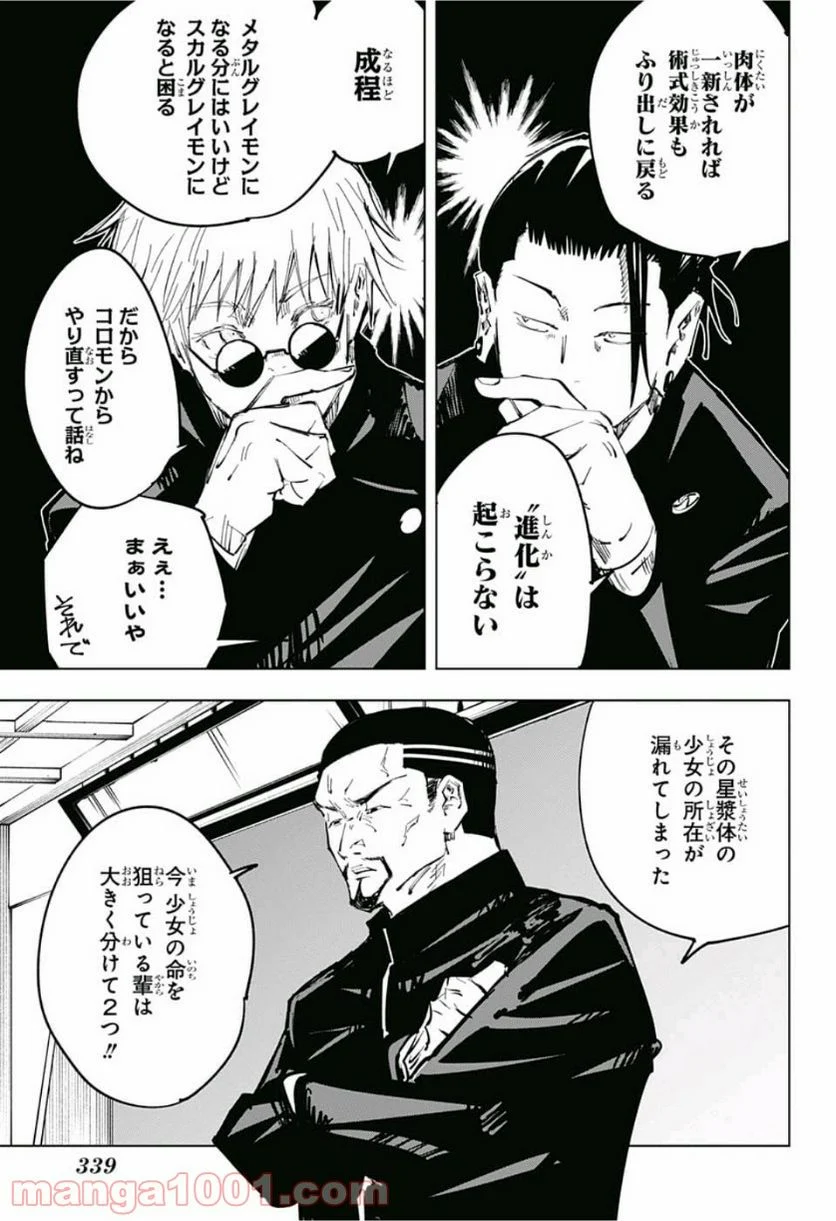 肉体が
一新されれば
術式効果も
ふり出しに戻る
〝進化〟は
起こらない
成程
メタルグレイモンに
なる分にはいいけど
スカルグレイモンに
なると困る
だから
コロモンから
やり直すって話ね
えぇ…
まぁいいや
それで
その星漿体の
少女の所在が
漏れてしまった
今 少女の命を
狙っている輩は
大きく分けて2つ!!
339
manga1001.com